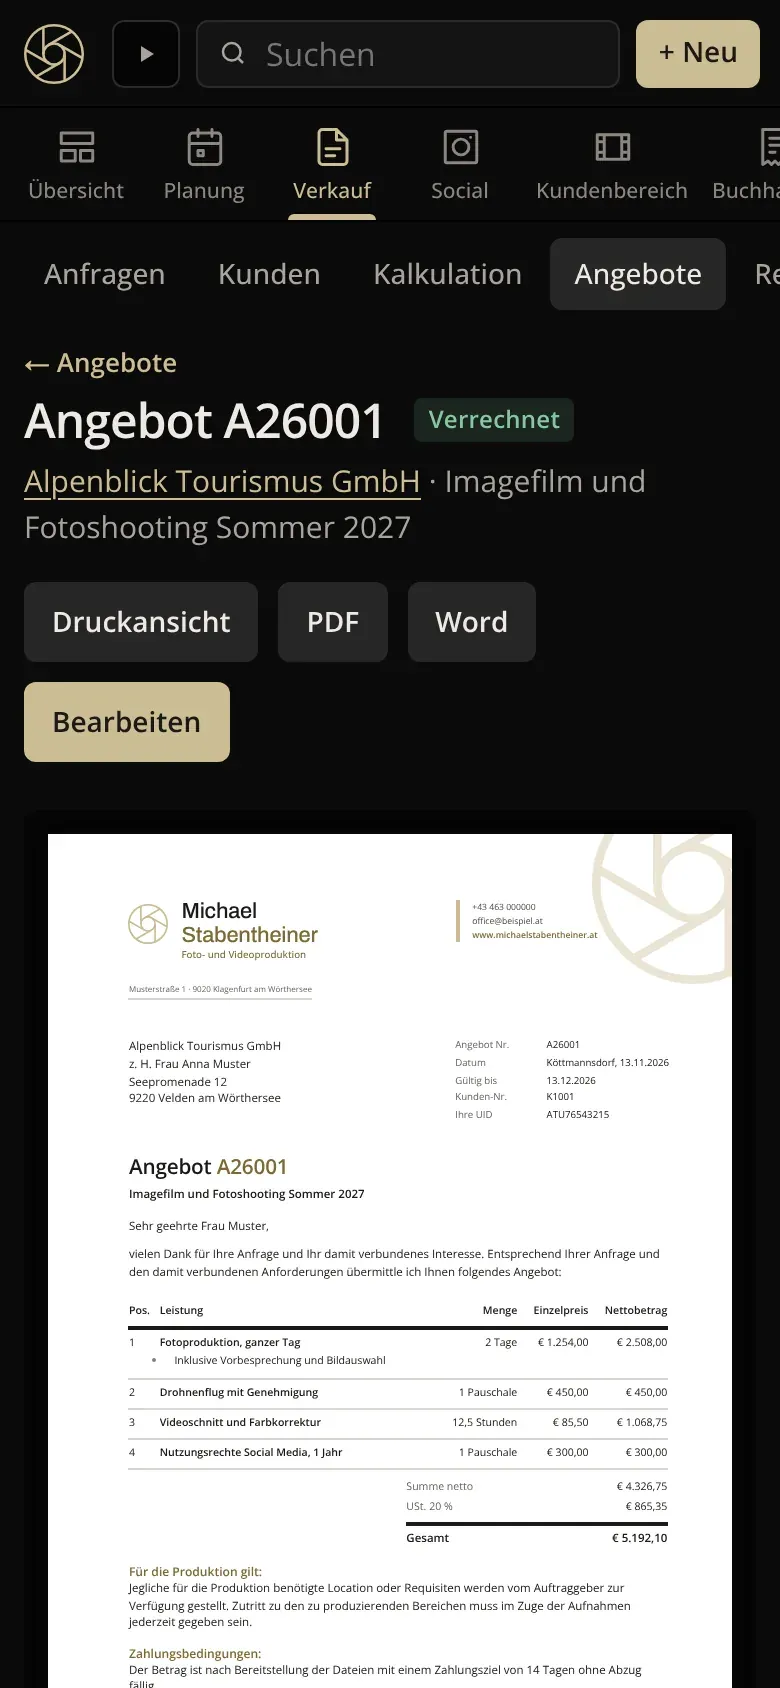 Suchen
+ Neu
Übersicht
Planung
Verkauf
Social
Kundenbereich
Anfragen
Kunden
Kalkulation
Angebote
← Angebote
Angebot A26001 Verrechnet
Alpenblick Tourismus GmbH · Imagefilm und
Fotoshooting Sommer 2027
Druckansicht
PDF
Word
Bearbeiten
Michael
Stabentheiner
Foto- und Videoproduktion
+43 463 000000
office@beispiel.at
www.michaelstabentheiner.at
Musterstraße 1 · 9020 Klagenfurt am Wörthersee
Alpenblick Tourismus GmbH
z. H. Frau Anna Muster
Seepromenade 12
9220 Velden am Wörthersee
Angebot Nr. A26001
Datum Köttmannsdorf, 13.11.2026
Gültig bis 13.12.2026
Kunden-Nr. K1001
Ihre UID ATU76543215
Angebot A26001
Imagefilm und Fotoshooting Sommer 2027
Sehr geehrte Frau Muster,
vielen Dank für Ihre Anfrage und Ihr damit verbundenes Interesse. Entsprechend Ihrer Anfrage und
den damit verbundenen Anforderungen übermittle ich Ihnen folgendes Angebot:
Pos. Leistung Menge Einzelpreis Nettobetrag
1 Fotoproduktion, ganzer Tag 2 Tage € 1.254,00 € 2.508,00
• Inklusive Vorbesprechung und Bildauswahl
2 Drohnenflug mit Genehmigung 1 Pauschale € 450,00 € 450,00
3 Videoschnitt und Farbkorrektur 12,5 Stunden € 85,50 € 1.068,75
4 Nutzungsrechte Social Media, 1 Jahr 1 Pauschale € 300,00 € 300,00
Summe netto € 4.326,75
USt. 20 % € 865,35
Gesamt € 5.192,10
Für die Produktion gilt:
Jegliche für die Produktion benötigte Location oder Requisiten werden vom Auftraggeber zur
Verfügung gestellt. Zutritt zu den zu produzierenden Bereichen muss im Zuge der Aufnahmen
jederzeit gegeben sein.
Zahlungsbedingungen:
Der Betrag ist nach Bereitstellung der Dateien mit einem Zahlungsziel von 14 Tagen ohne Abzug
fällig